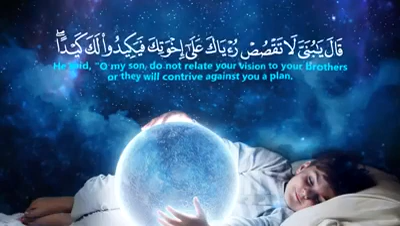 قَالَ يَٰبُنَىَّ لَا تَقۡصُصۡ رُءۡيَاكَ عَلَىٰٓ إِخۡوَتِكَ فَيَكِيدُواْ لَكَ كَيۡدًاۖ
He said, "O my son, do not relate your vision to your Brothers
or they will contrive against you a plan.